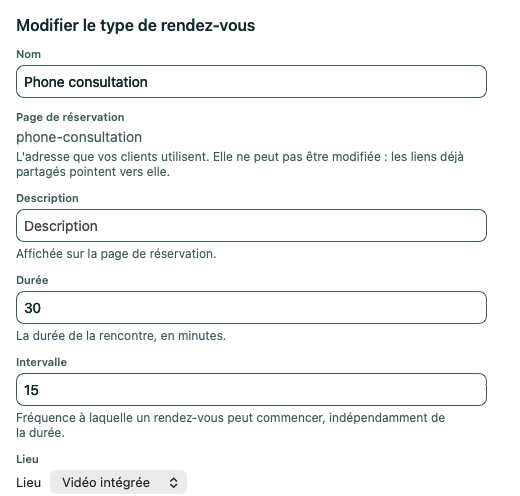 Modifier le type de rendez-vous
Nom
Phone consultation
Page de réservation
phone-consultation
L'adresse que vos clients utilisent. Elle ne peut pas être modifiée : les liens déjà
partagés pointent vers elle.
Description
Description
Affichée sur la page de réservation.
Durée
30
La durée de la rencontre, en minutes.
Intervalle
15
Fréquence à laquelle un rendez-vous peut commencer, indépendamment de
la durée.
Lieu
Lieu Vidéo intégrée